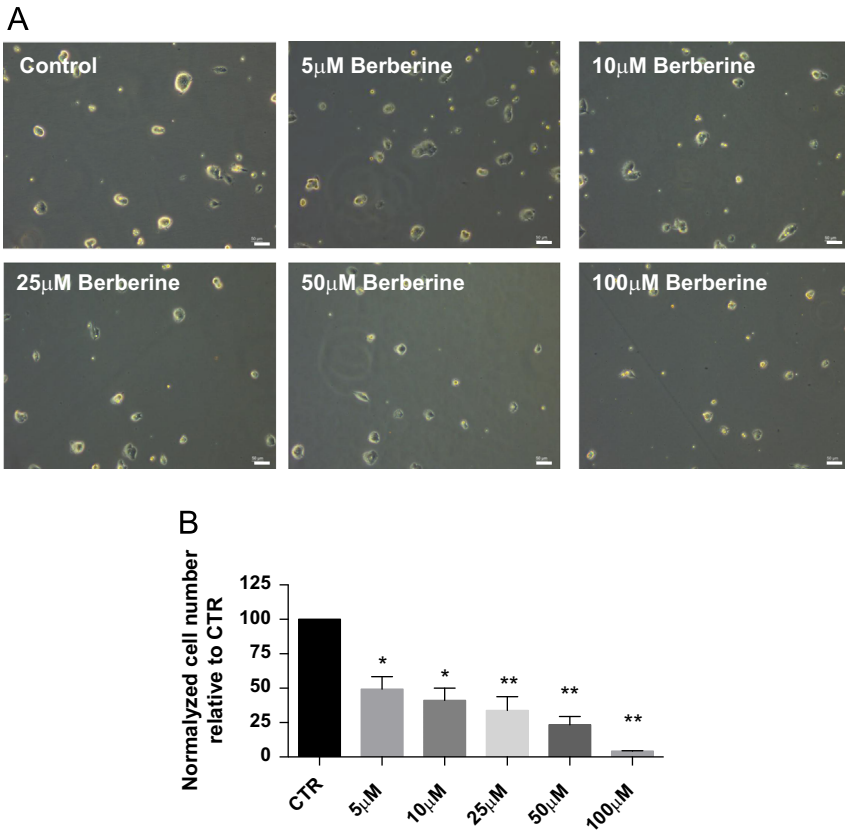 A
Control
5μM Berberine
10μM Berberine
25μM Berberine
50μM Berberine
100μM Berberine
B
Normalyzed cell number
relative to CTR
125
100
75
50
25
0
*
*
**
**
**
CTR
5μM
10μM
25μM
50μM
100μM